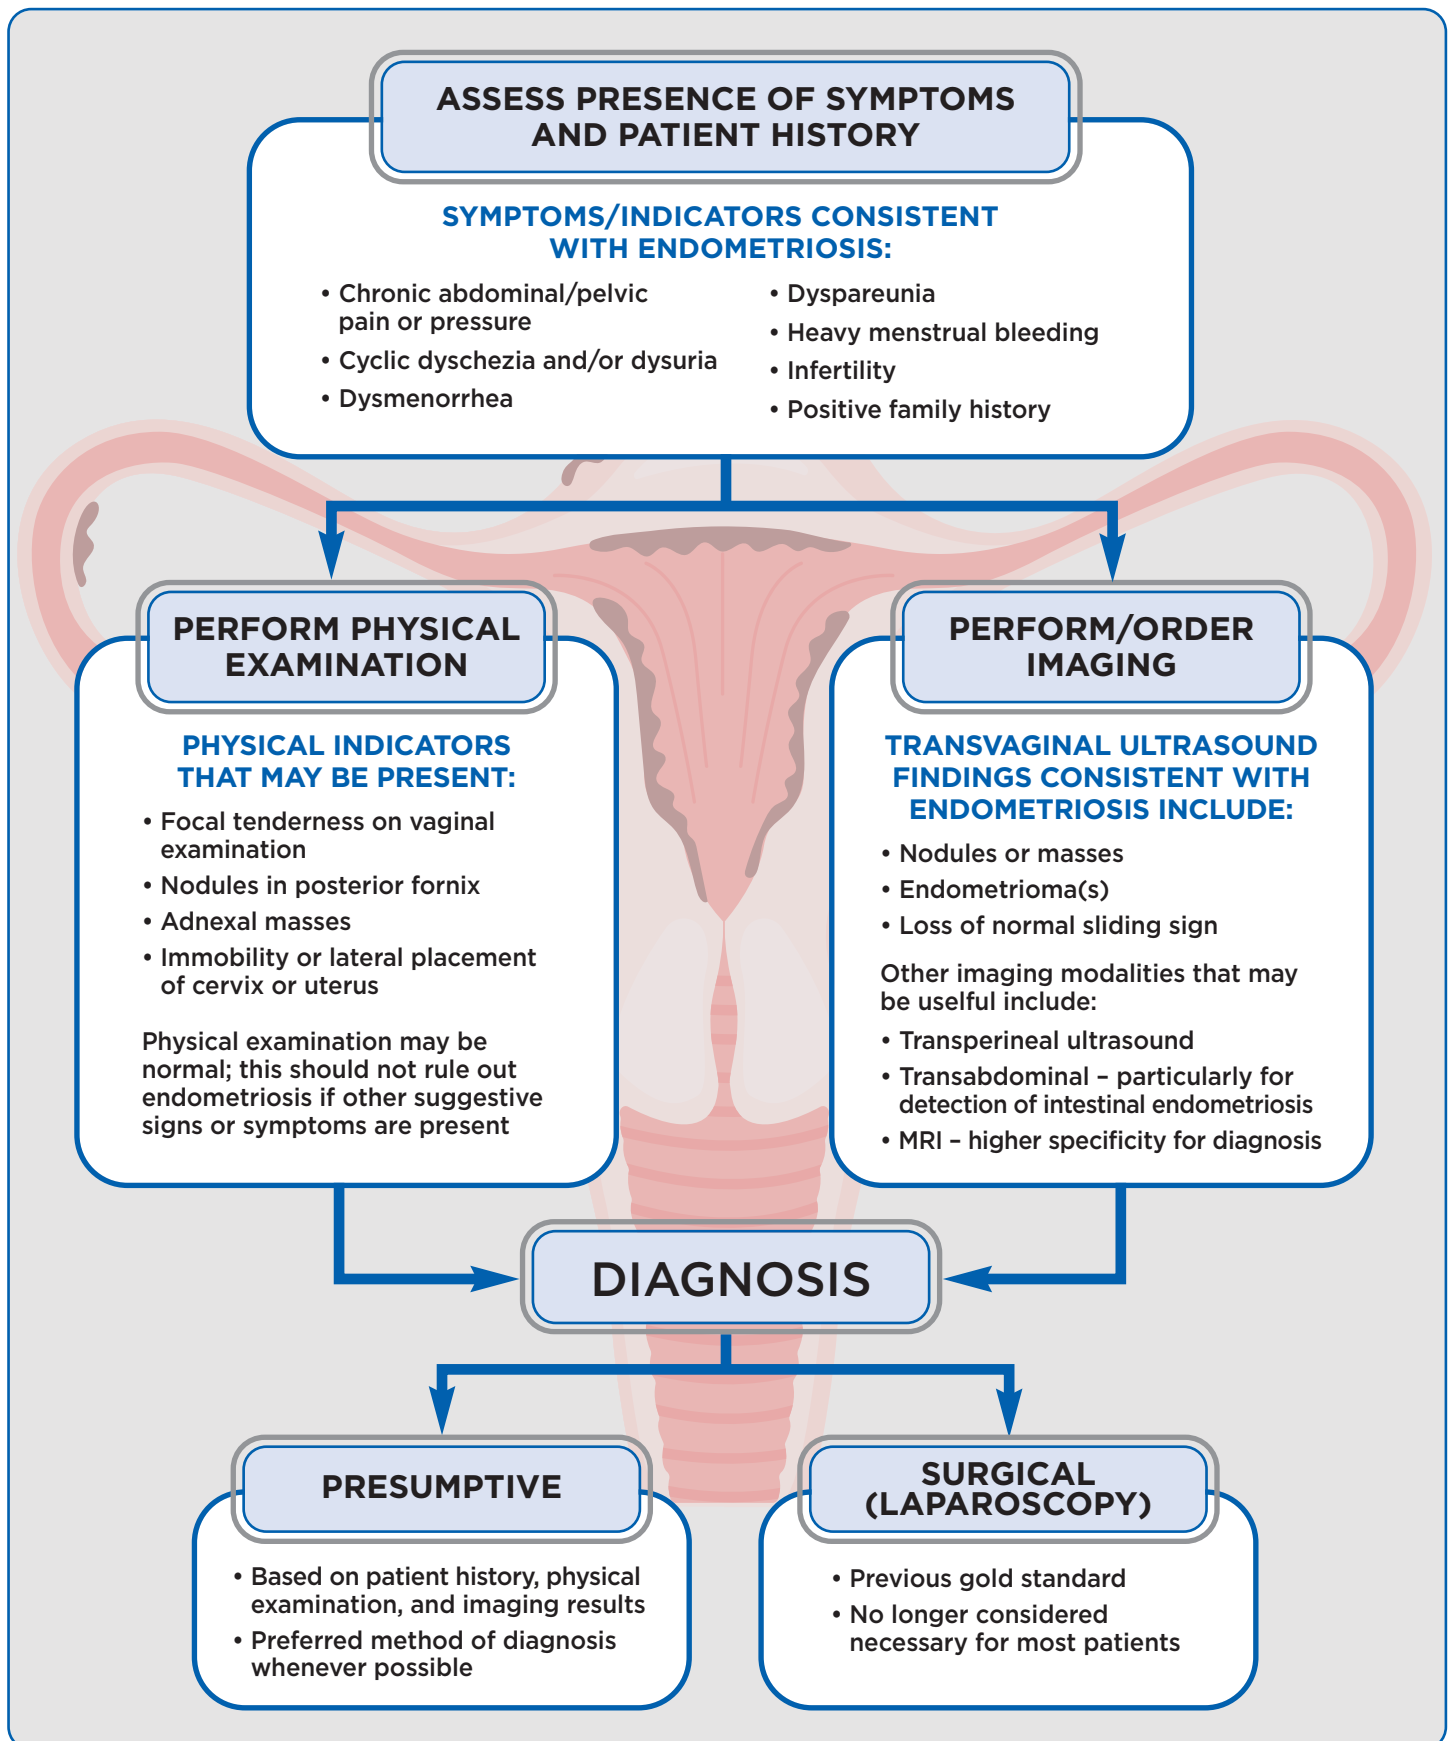 ASSESS PRESENCE OF SYMPTOMS
AND PATIENT HISTORY
SYMPTOMS/INDICATORS CONSISTENT
WITH ENDOMETRIOSIS:
• Chronic abdominal/pelvic
pain or pressure
• Cyclic dyschezia and/or dysuria
• Dysmenorrhea
• Dyspareunia
• Heavy menstrual bleeding
• Infertility
• Positive family history
PERFORM PHYSICAL
EXAMINATION
PHYSICAL INDICATORS
THAT MAY BE PRESENT:
• Focal tenderness on vaginal
examination
• Nodules in posterior fornix
• Adnexal masses
• Immobility or lateral placement
of cervix or uterus
Physical examination may be
normal; this should not rule out
endometriosis if other suggestive
signs or symptoms are present
PERFORM/ORDER
IMAGING
TRANSVAGINAL ULTRASOUND
FINDINGS CONSISTENT WITH
ENDOMETRIOSIS INCLUDE:
• Nodules or masses
• Endometrioma(s)
• Loss of normal sliding sign
Other imaging modalities that may
be uselful include:
• Transperineal ultrasound
• Transabdominal – particularly for
detection of intestinal endometriosis
• MRI – higher specificity for diagnosis
DIAGNOSIS
PRESUMPTIVE
• Based on patient history, physical
examination, and imaging results
• Preferred method of diagnosis
whenever possible
SURGICAL
(LAPAROSCOPY)
• Previous gold standard
• No longer considered
necessary for most patients